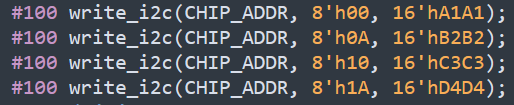 #100 write_i2c(CHIP_ADDR, 8'h00, 16'hA1A1);
#100 write_i2c(CHIP_ADDR, 8'h0A, 16'hB2B2);
#100 write_i2c(CHIP_ADDR, 8'h10, 16'hC3C3);
#100 write_i2c(CHIP_ADDR, 8'h1A, 16'hD4D4);